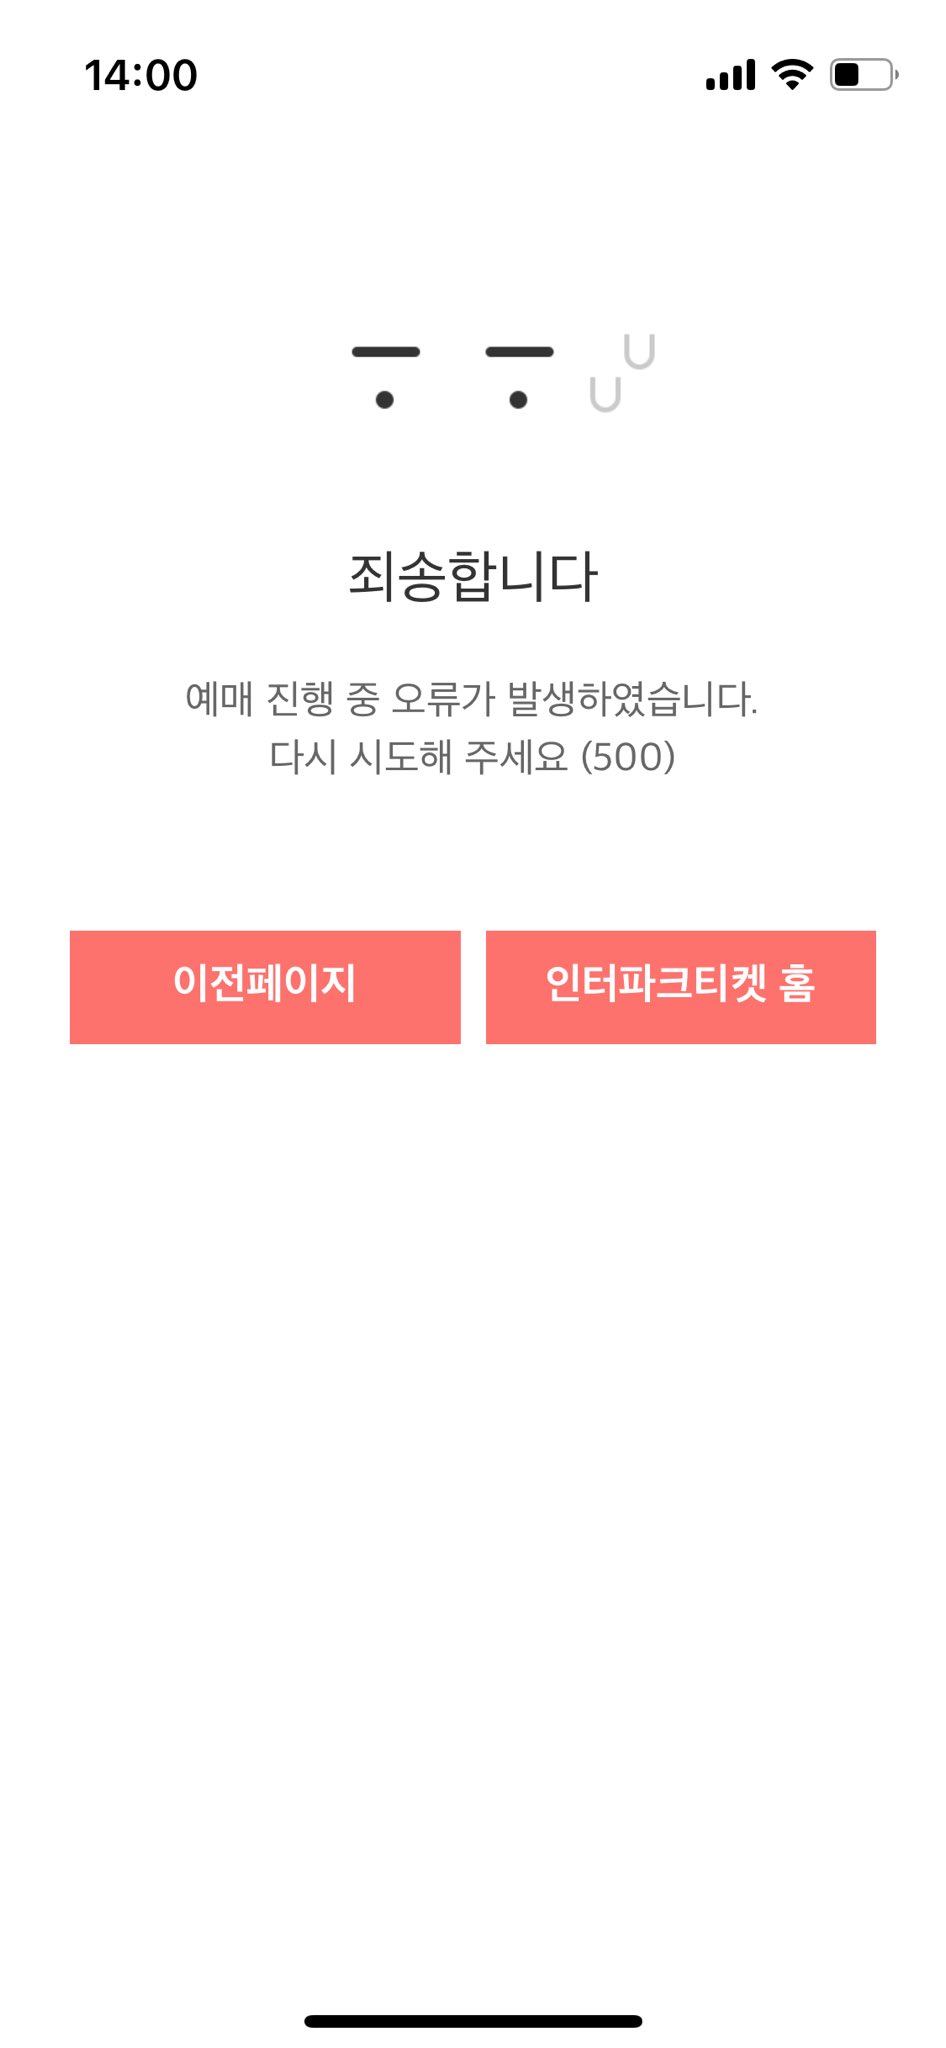 14:00
죄송합니다
예매 진행 중 오류가 발생하였습니다.
다시 시도해 주세요 (500)
이전페이지
인터파크티켓 홈